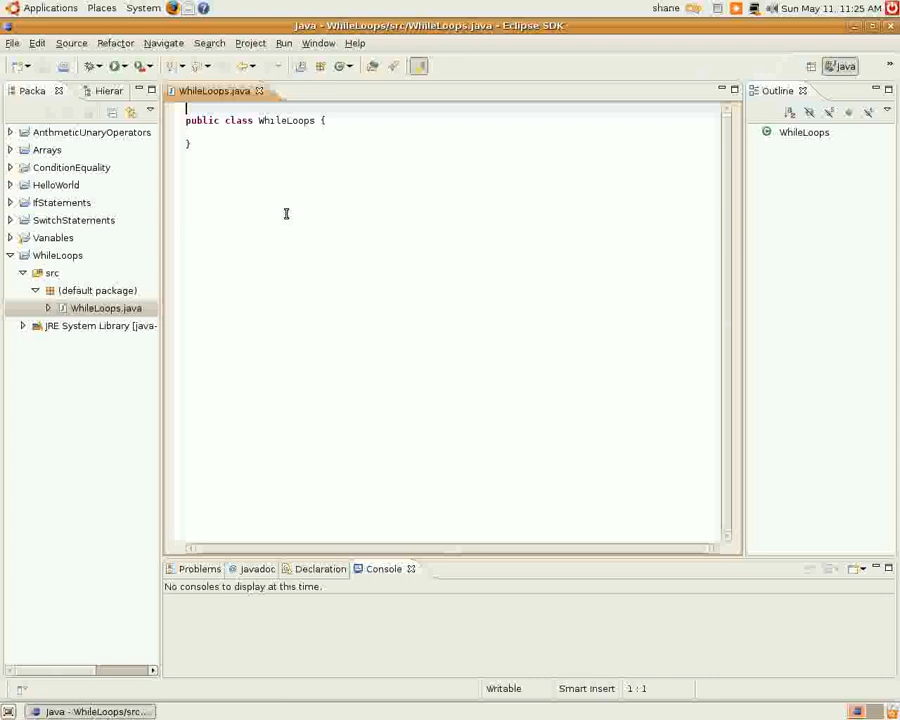 Applications Places System shane Sun May 11, 11:25 AM
Java - WhileLoops/src/WhileLoops.java - Eclipse SDK
File Edit Source Refactor Navigate Search Project Run Window Help
Java
Packa Hierar WhileLoops.java Outline
public class WhileLoops {
}
AnthmeticUnaryOperators
Arrays
ConditionEquality
HelloWorld
IfStatements
SwitchStatements
Variables
WhileLoops
src
(default package)
WhileLoops.java
JRE System Library [java-
WhileLoops
Problems @ Javadoc Declaration Console
No consoles to display at this time.
Writable Smart Insert 1 : 1
Java - WhileLoops/src...